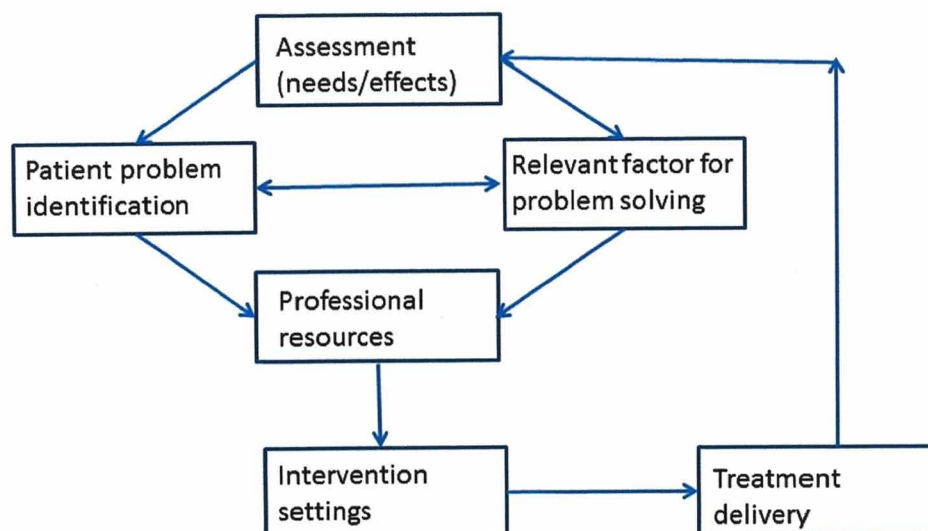 Assessment
(needs/effects)
Patient problem
identification
Relevant factor for
problem solving
Professional
resources
Intervention
settings
Treatment
delivery